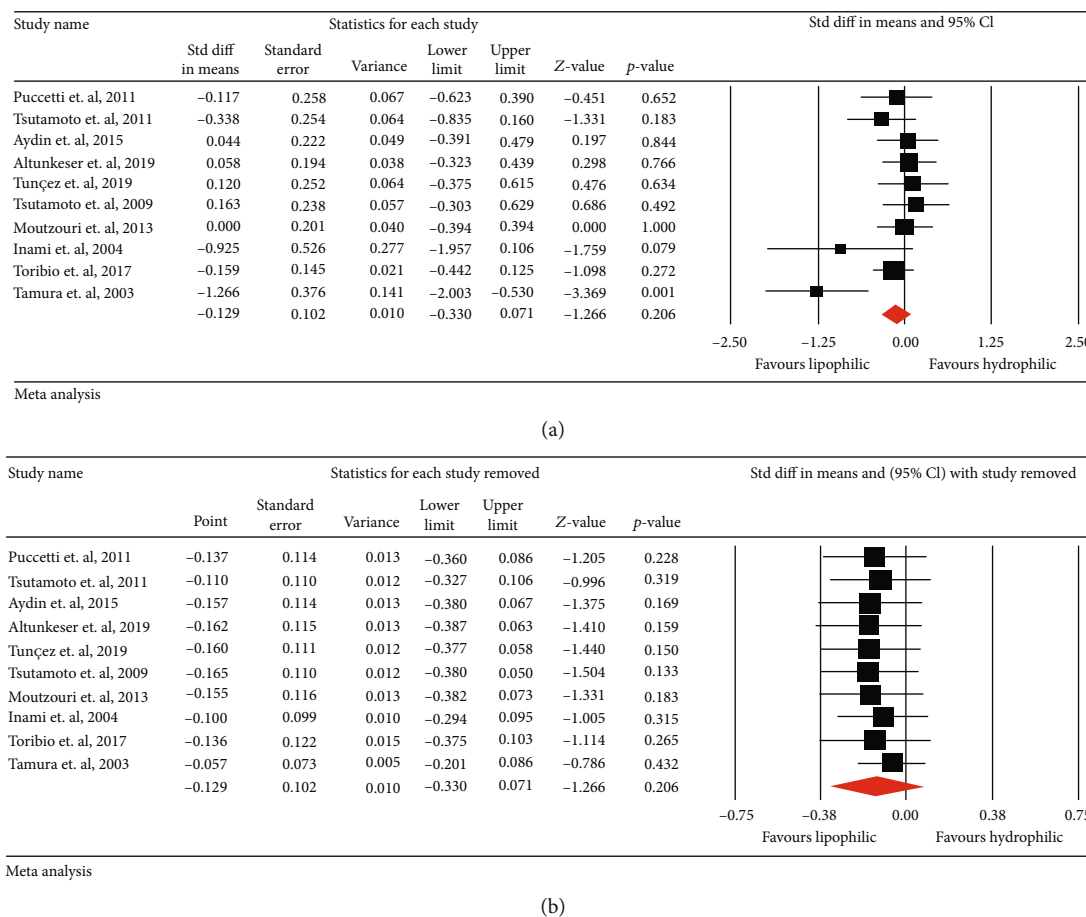 Study name Statistics for each study Std diff in means and 95% Cl
Std diff in means Standard error Variance Lower limit Upper limit Z-value p-value
Puccetti et. al, 2011 −0.117 0.258 0.067 −0.623 0.390 −0.451 0.652
Tsutamoto et. al, 2011 −0.338 0.254 0.064 −0.835 0.160 −1.331 0.183
Aydin et. al, 2015 0.044 0.222 0.049 −0.391 0.479 0.197 0.844
Altunkeser et. al, 2019 0.058 0.194 0.038 −0.323 0.439 0.298 0.766
Tunçez et. al, 2019 0.120 0.252 0.064 −0.375 0.615 0.476 0.634
Tsutamoto et. al, 2009 0.163 0.238 0.057 −0.303 0.629 0.686 0.492
Moutzouri et. al, 2013 0.000 0.201 0.040 −0.394 0.394 0.000 1.000
Inami et. al, 2004 −0.925 0.526 0.277 −1.957 0.106 −1.759 0.079
Toribio et. al, 2017 −0.159 0.145 0.021 −0.442 0.125 −1.098 0.272
Tamura et. al, 2003 −1.266 0.376 0.141 −2.003 −0.530 −3.369 0.001
−0.129 0.102 0.010 −0.330 0.071 −1.266 0.206
−2.50 −1.25 0.00 1.25 2.50
Favours lipophilic Favours hydrophilic
Meta analysis
(a)
Study name Statistics for each study removed Std diff in means and (95% Cl) with study removed
Point Standard error Variance Lower limit Upper limit Z-value p-value
Puccetti et. al, 2011 −0.137 0.114 0.013 −0.360 0.086 −1.205 0.228
Tsutamoto et. al, 2011 −0.110 0.110 0.012 −0.327 0.106 −0.996 0.319
Aydin et. al, 2015 −0.157 0.114 0.013 −0.380 0.067 −1.375 0.169
Altunkeser et. al, 2019 −0.162 0.115 0.013 −0.387 0.063 −1.410 0.159
Tunçez et. al, 2019 −0.160 0.111 0.012 −0.377 0.058 −1.440 0.150
Tsutamoto et. al, 2009 −0.165 0.110 0.012 −0.380 0.050 −1.504 0.133
Moutzouri et. al, 2013 −0.155 0.116 0.013 −0.382 0.073 −1.331 0.183
Inami et. al, 2004 −0.100 0.099 0.010 −0.294 0.095 −1.005 0.315
Toribio et. al, 2017 −0.136 0.122 0.015 −0.375 0.103 −1.114 0.265
Tamura et. al, 2003 −0.057 0.073 0.005 −0.201 0.086 −0.786 0.432
−0.129 0.102 0.010 −0.330 0.071 −1.266 0.206
−0.75 −0.38 0.00 0.38 0.75
Favours lipophilic Favours hydrophilic
Meta analysis
(b)